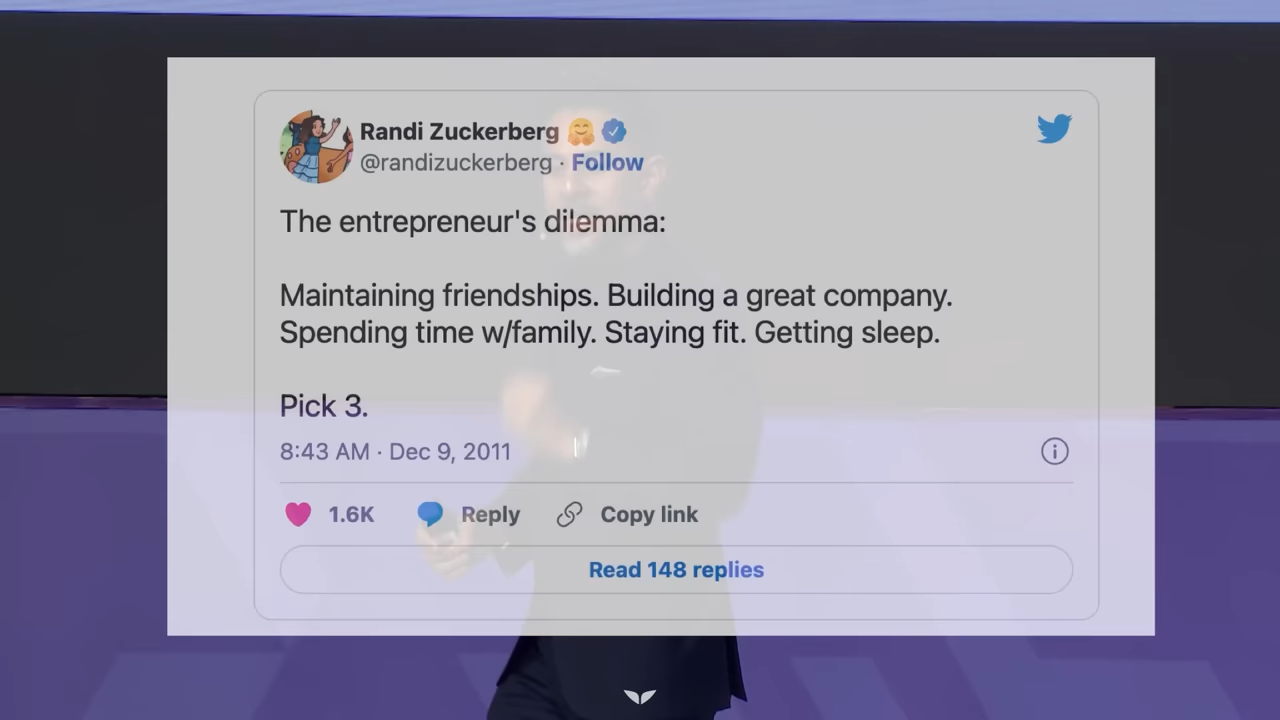 Randi Zuckerberg 🤗
@randizuckerberg · Follow
The entrepreneur's dilemma:
Maintaining friendships. Building a great company.
Spending time w/family. Staying fit. Getting sleep.
Pick 3.
8:43 AM · Dec 9, 2011
1.6K Reply Copy link
Read 148 replies